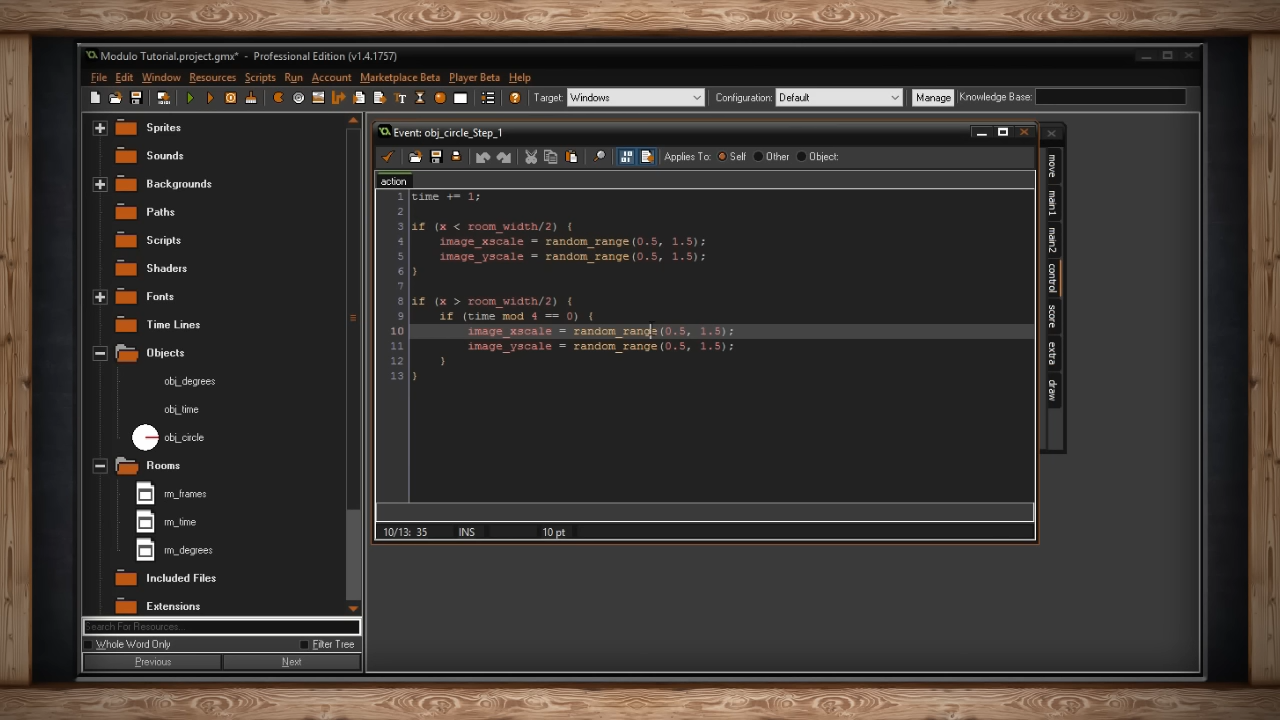 Modulo Tutorial.project.gmx* - Professional Edition (v1.4.1757)
File Edit Window Resources Scripts Run Account Marketplace Beta Player Beta Help
Target: Windows Configuration: Default Manage Knowledge Base:
Sprites
Sounds
Backgrounds
Paths
Scripts
Shaders
Fonts
Time Lines
Objects
obj_degrees
obj_time
obj_circle
Rooms
rm_frames
rm_time
rm_degrees
Included Files
Extensions
Search For Resources...
Whole Word Only Filter Tree
Previous Next
Event: obj_circle_Step_1
Applies To: Self Other Object:
action
1 time += 1;
2
3 if (x < room_width/2) {
4 image_xscale = random_range(0.5, 1.5);
5 image_yscale = random_range(0.5, 1.5);
6 }
7
8 if (x > room_width/2) {
9 if (time mod 4 == 0) {
10 image_xscale = random_range(0.5, 1.5);
11 image_yscale = random_range(0.5, 1.5);
12 }
13 }
10/13: 35 INS 10 pt
move
main1
main2
control
score
extra
draw